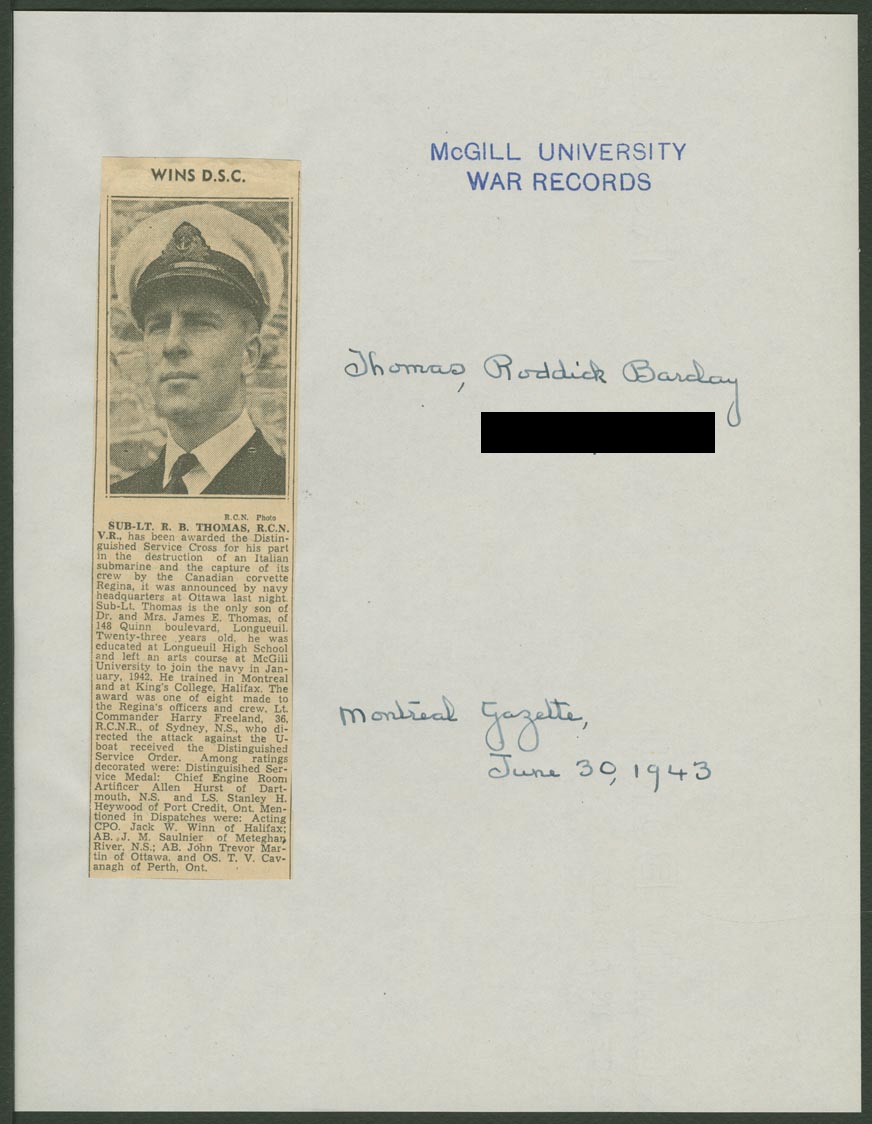 McGILL UNIVERSITY
WAR RECORDS
WINS D.S.C.
Thomas, Roddick Barclay
R.C.N. Photo
SUB-LT. R. B. THOMAS, R.C.N.
V.R., has been awarded the Distin-
guished Service Cross for his part
in the destruction of an Italian
submarine and the capture of its
crew by the Canadian corvette
Regina, it was announced by navy
headquarters at Ottawa last night.
Sub-Lt. Thomas is the only son of
Dr. and Mrs. James E. Thomas, of
148 Quinn boulevard, Longueuil.
Twenty-three years old, he was
educated at Longueuil High School
and left an arts course at McGill
University to join the navy in Jan-
uary, 1942. He trained in Montreal
and at King's College, Halifax. The
award was one of eight made to
the Regina's officers and crew. Lt.
Commander Harry Freeland, 36,
R.C.N.R., of Sydney, N.S., who di-
rected the attack against the U-
boat received the Distinguished
Service Order. Among ratings
decorated were: Distinguisihed Ser-
vice Medal: Chief Engine Room
Artificer Allen Hurst of Dart-
mouth, N.S. and LS. Stanley H.
Heywood of Port Credit, Ont. Men-
tioned in Dispatches were: Acting
CPO. Jack W. Winn of Halifax;
AB. J. M. Saulnier of Meteghan
River, N.S.; AB. John Trevor Mar-
tin of Ottawa, and OS. T. V. Cav-
anagh of Perth, Ont.
Montreal Gazette,
June 30, 1943